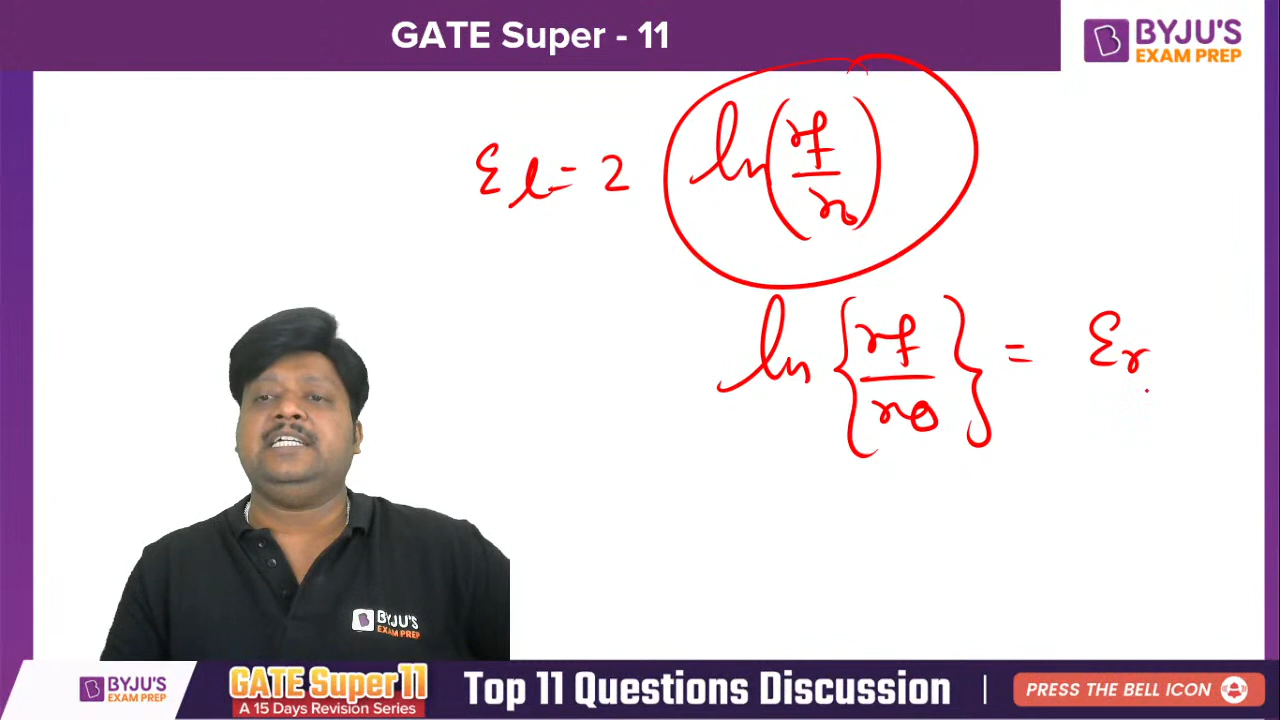 GATE Super - 11
BYJU'S
EXAM PREP
εl = 2 ln(rf/r0)
ln{rf/r0} = εr
BYJU'S
EXAM PREP
BYJU'S
EXAM PREP
GATE Super 11
A 15 Days Revision Series
Top 11 Questions Discussion
PRESS THE BELL ICON